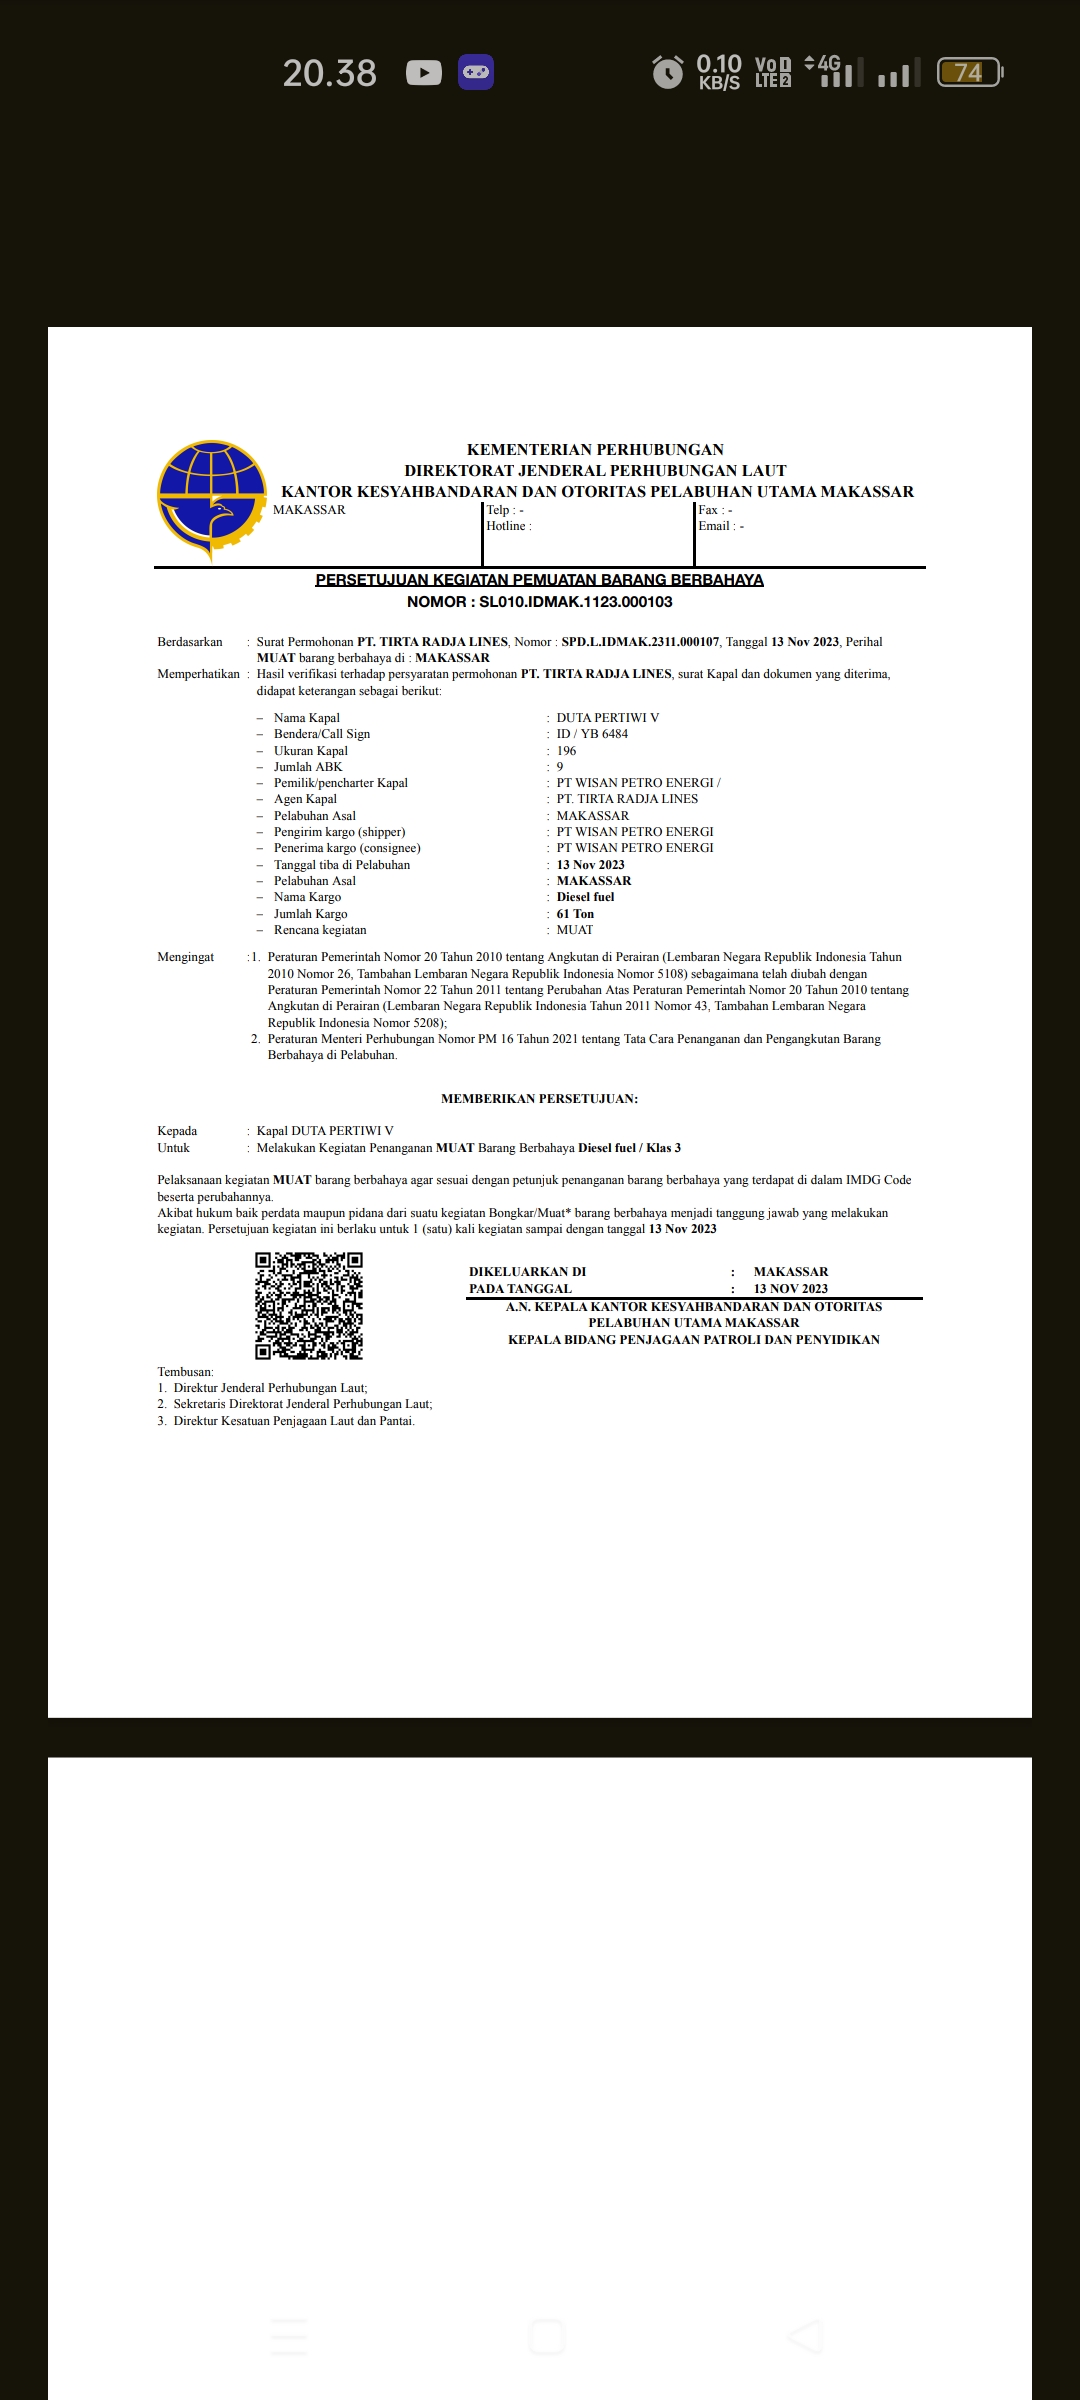 20.38
0.10 KB/S
VoLTE 2
4G
74
KEMENTERIAN PERHUBUNGAN
DIREKTORAT JENDERAL PERHUBUNGAN LAUT
KANTOR KESYAHBANDARAN DAN OTORITAS PELABUHAN UTAMA MAKASSAR
MAKASSAR
Telp : -
Hotline :
Fax : -
Email : -
PERSETUJUAN KEGIATAN PEMUATAN BARANG BERBAHAYA
NOMOR : SL010.IDMAK.1123.000103
Berdasarkan : Surat Permohonan PT. TIRTA RADJA LINES, Nomor : SPD.L.IDMAK.2311.000107, Tanggal 13 Nov 2023, Perihal
MUAT barang berbahaya di : MAKASSAR
Memperhatikan : Hasil verifikasi terhadap persyaratan permohonan PT. TIRTA RADJA LINES, surat Kapal dan dokumen yang diterima,
didapat keterangan sebagai berikut:
– Nama Kapal : DUTA PERTIWI V
– Bendera/Call Sign : ID / YB 6484
– Ukuran Kapal : 196
– Jumlah ABK : 9
– Pemilik/pencharter Kapal : PT WISAN PETRO ENERGI /
– Agen Kapal : PT. TIRTA RADJA LINES
– Pelabuhan Asal : MAKASSAR
– Pengirim kargo (shipper) : PT WISAN PETRO ENERGI
– Penerima kargo (consignee) : PT WISAN PETRO ENERGI
– Tanggal tiba di Pelabuhan : 13 Nov 2023
– Pelabuhan Asal : MAKASSAR
– Nama Kargo : Diesel fuel
– Jumlah Kargo : 61 Ton
– Rencana kegiatan : MUAT
Mengingat : 1. Peraturan Pemerintah Nomor 20 Tahun 2010 tentang Angkutan di Perairan (Lembaran Negara Republik Indonesia Tahun
2010 Nomor 26, Tambahan Lembaran Negara Republik Indonesia Nomor 5108) sebagaimana telah diubah dengan
Peraturan Pemerintah Nomor 22 Tahun 2011 tentang Perubahan Atas Peraturan Pemerintah Nomor 20 Tahun 2010 tentang
Angkutan di Perairan (Lembaran Negara Republik Indonesia Tahun 2011 Nomor 43, Tambahan Lembaran Negara
Republik Indonesia Nomor 5208);
2. Peraturan Menteri Perhubungan Nomor PM 16 Tahun 2021 tentang Tata Cara Penanganan dan Pengangkutan Barang
Berbahaya di Pelabuhan.
MEMBERIKAN PERSETUJUAN:
Kepada : Kapal DUTA PERTIWI V
Untuk : Melakukan Kegiatan Penanganan MUAT Barang Berbahaya Diesel fuel / Klas 3
Pelaksanaan kegiatan MUAT barang berbahaya agar sesuai dengan petunjuk penanganan barang berbahaya yang terdapat di dalam IMDG Code
beserta perubahannya.
Akibat hukum baik perdata maupun pidana dari suatu kegiatan Bongkar/Muat* barang berbahaya menjadi tanggung jawab yang melakukan
kegiatan. Persetujuan kegiatan ini berlaku untuk 1 (satu) kali kegiatan sampai dengan tanggal 13 Nov 2023
DIKELUARKAN DI : MAKASSAR
PADA TANGGAL : 13 NOV 2023
A.N. KEPALA KANTOR KESYAHBANDARAN DAN OTORITAS
PELABUHAN UTAMA MAKASSAR
KEPALA BIDANG PENJAGAAN PATROLI DAN PENYIDIKAN
Tembusan:
1. Direktur Jenderal Perhubungan Laut;
2. Sekretaris Direktorat Jenderal Perhubungan Laut;
3. Direktur Kesatuan Penjagaan Laut dan Pantai.